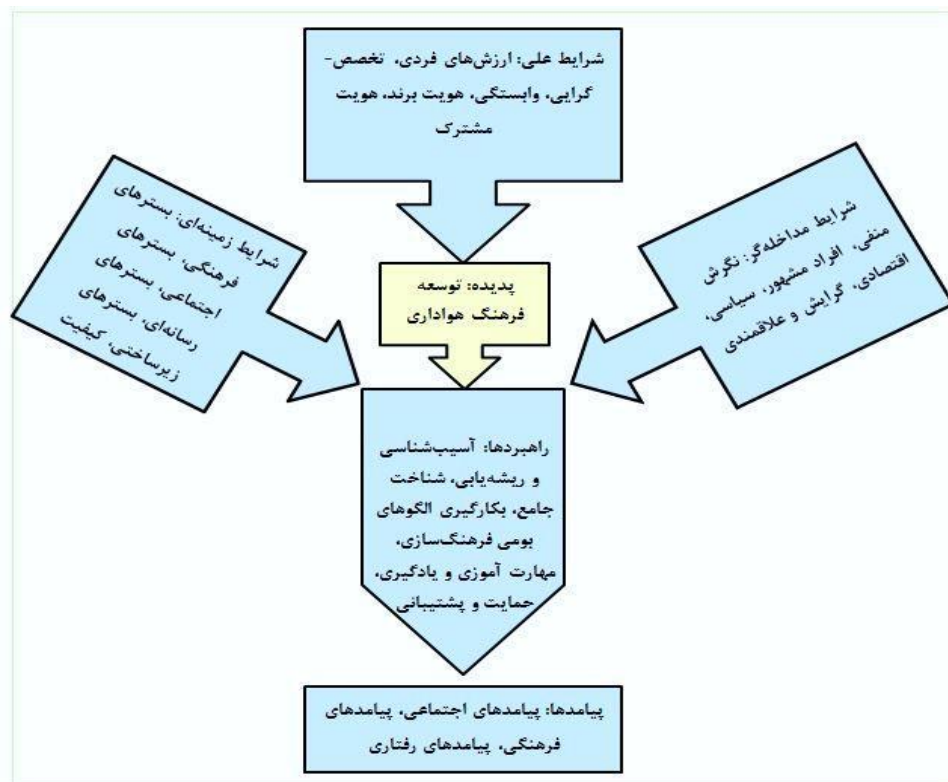 شرایط علی: ارزش‌های فردی، تخصص-
گرایی، وابستگی، هویت برند، هویت
مشترک
شرایط مداخله‌گر: نگرش
منفی، افراد مشهور، سیاسی،
اقتصادی، گرایش و علاقمندی
شرایط زمینه‌ای: بسترهای
فرهنگی، بسترهای
اجتماعی، بسترهای
رسانه‌ای، بسترهای
زیرساختی، کیفیت
پدیده: توسعه
فرهنگ هواداری
راهبردها: آسیب‌شناسی
و ریشه‌یابی، شناخت
جامع، بکارگیری الگوهای
بومی فرهنگ‌سازی،
مهارت آموزی و یادگیری،
حمایت و پشتیبانی
پیامدها: پیامدهای اجتماعی، پیامدهای
فرهنگی، پیامدهای رفتاری